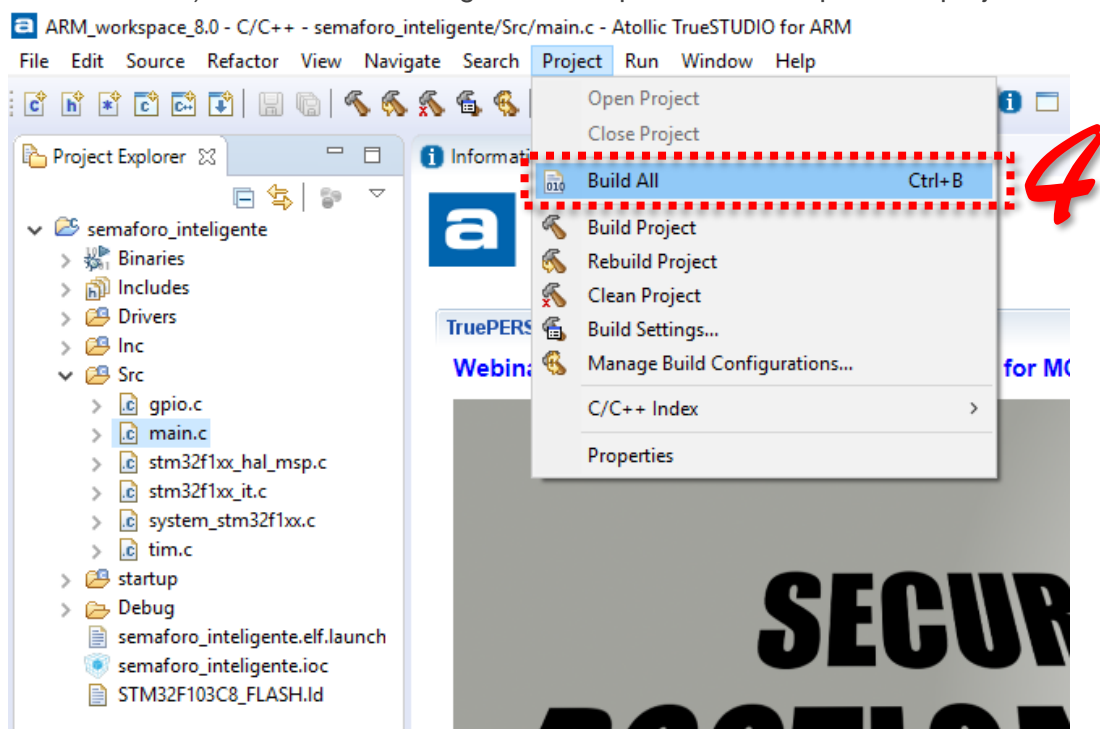 ARM_workspace_8.0 - C/C++ - semaforo_inteligente/Src/main.c - Atollic TrueSTUDIO for ARM
File Edit Source Refactor View Navigate Search Project Run Window Help
Open Project
Close Project
Project Explorer
Informati
Build All Ctrl+B
4
Build Project
Rebuild Project
Clean Project
Build Settings...
Manage Build Configurations...
C/C++ Index
Properties
semaforo_inteligente
Binaries
Includes
Drivers
Inc
Src
gpio.c
main.c
stm32f1xx_hal_msp.c
stm32f1xx_it.c
system_stm32f1xx.c
tim.c
startup
Debug
semaforo_inteligente.elf.launch
semaforo_inteligente.ioc
STM32F103C8_FLASH.ld
a
TruePERS
Webina
for MC
SECUR